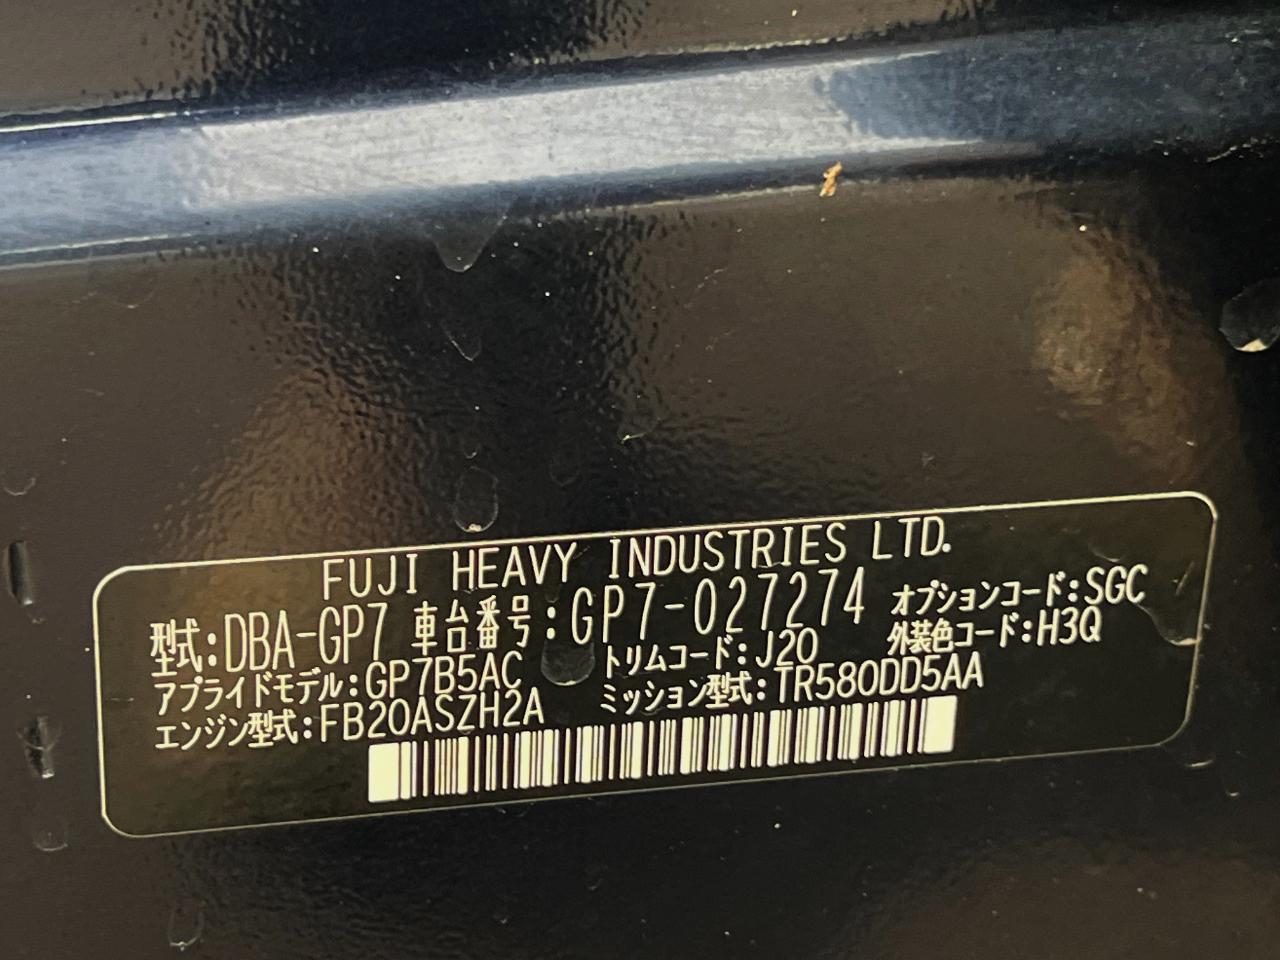 FUJI HEAVY INDUSTRIES LTD.
型式:DBA-GP7 車台番号:GP7-027274 オプションコード:SGC
アプライドモデル:GP7B5AC トリムコード:J20 外装色コード:H3Q
エンジン型式:FB20ASZH2A ミッション型式:TR580DD5AA